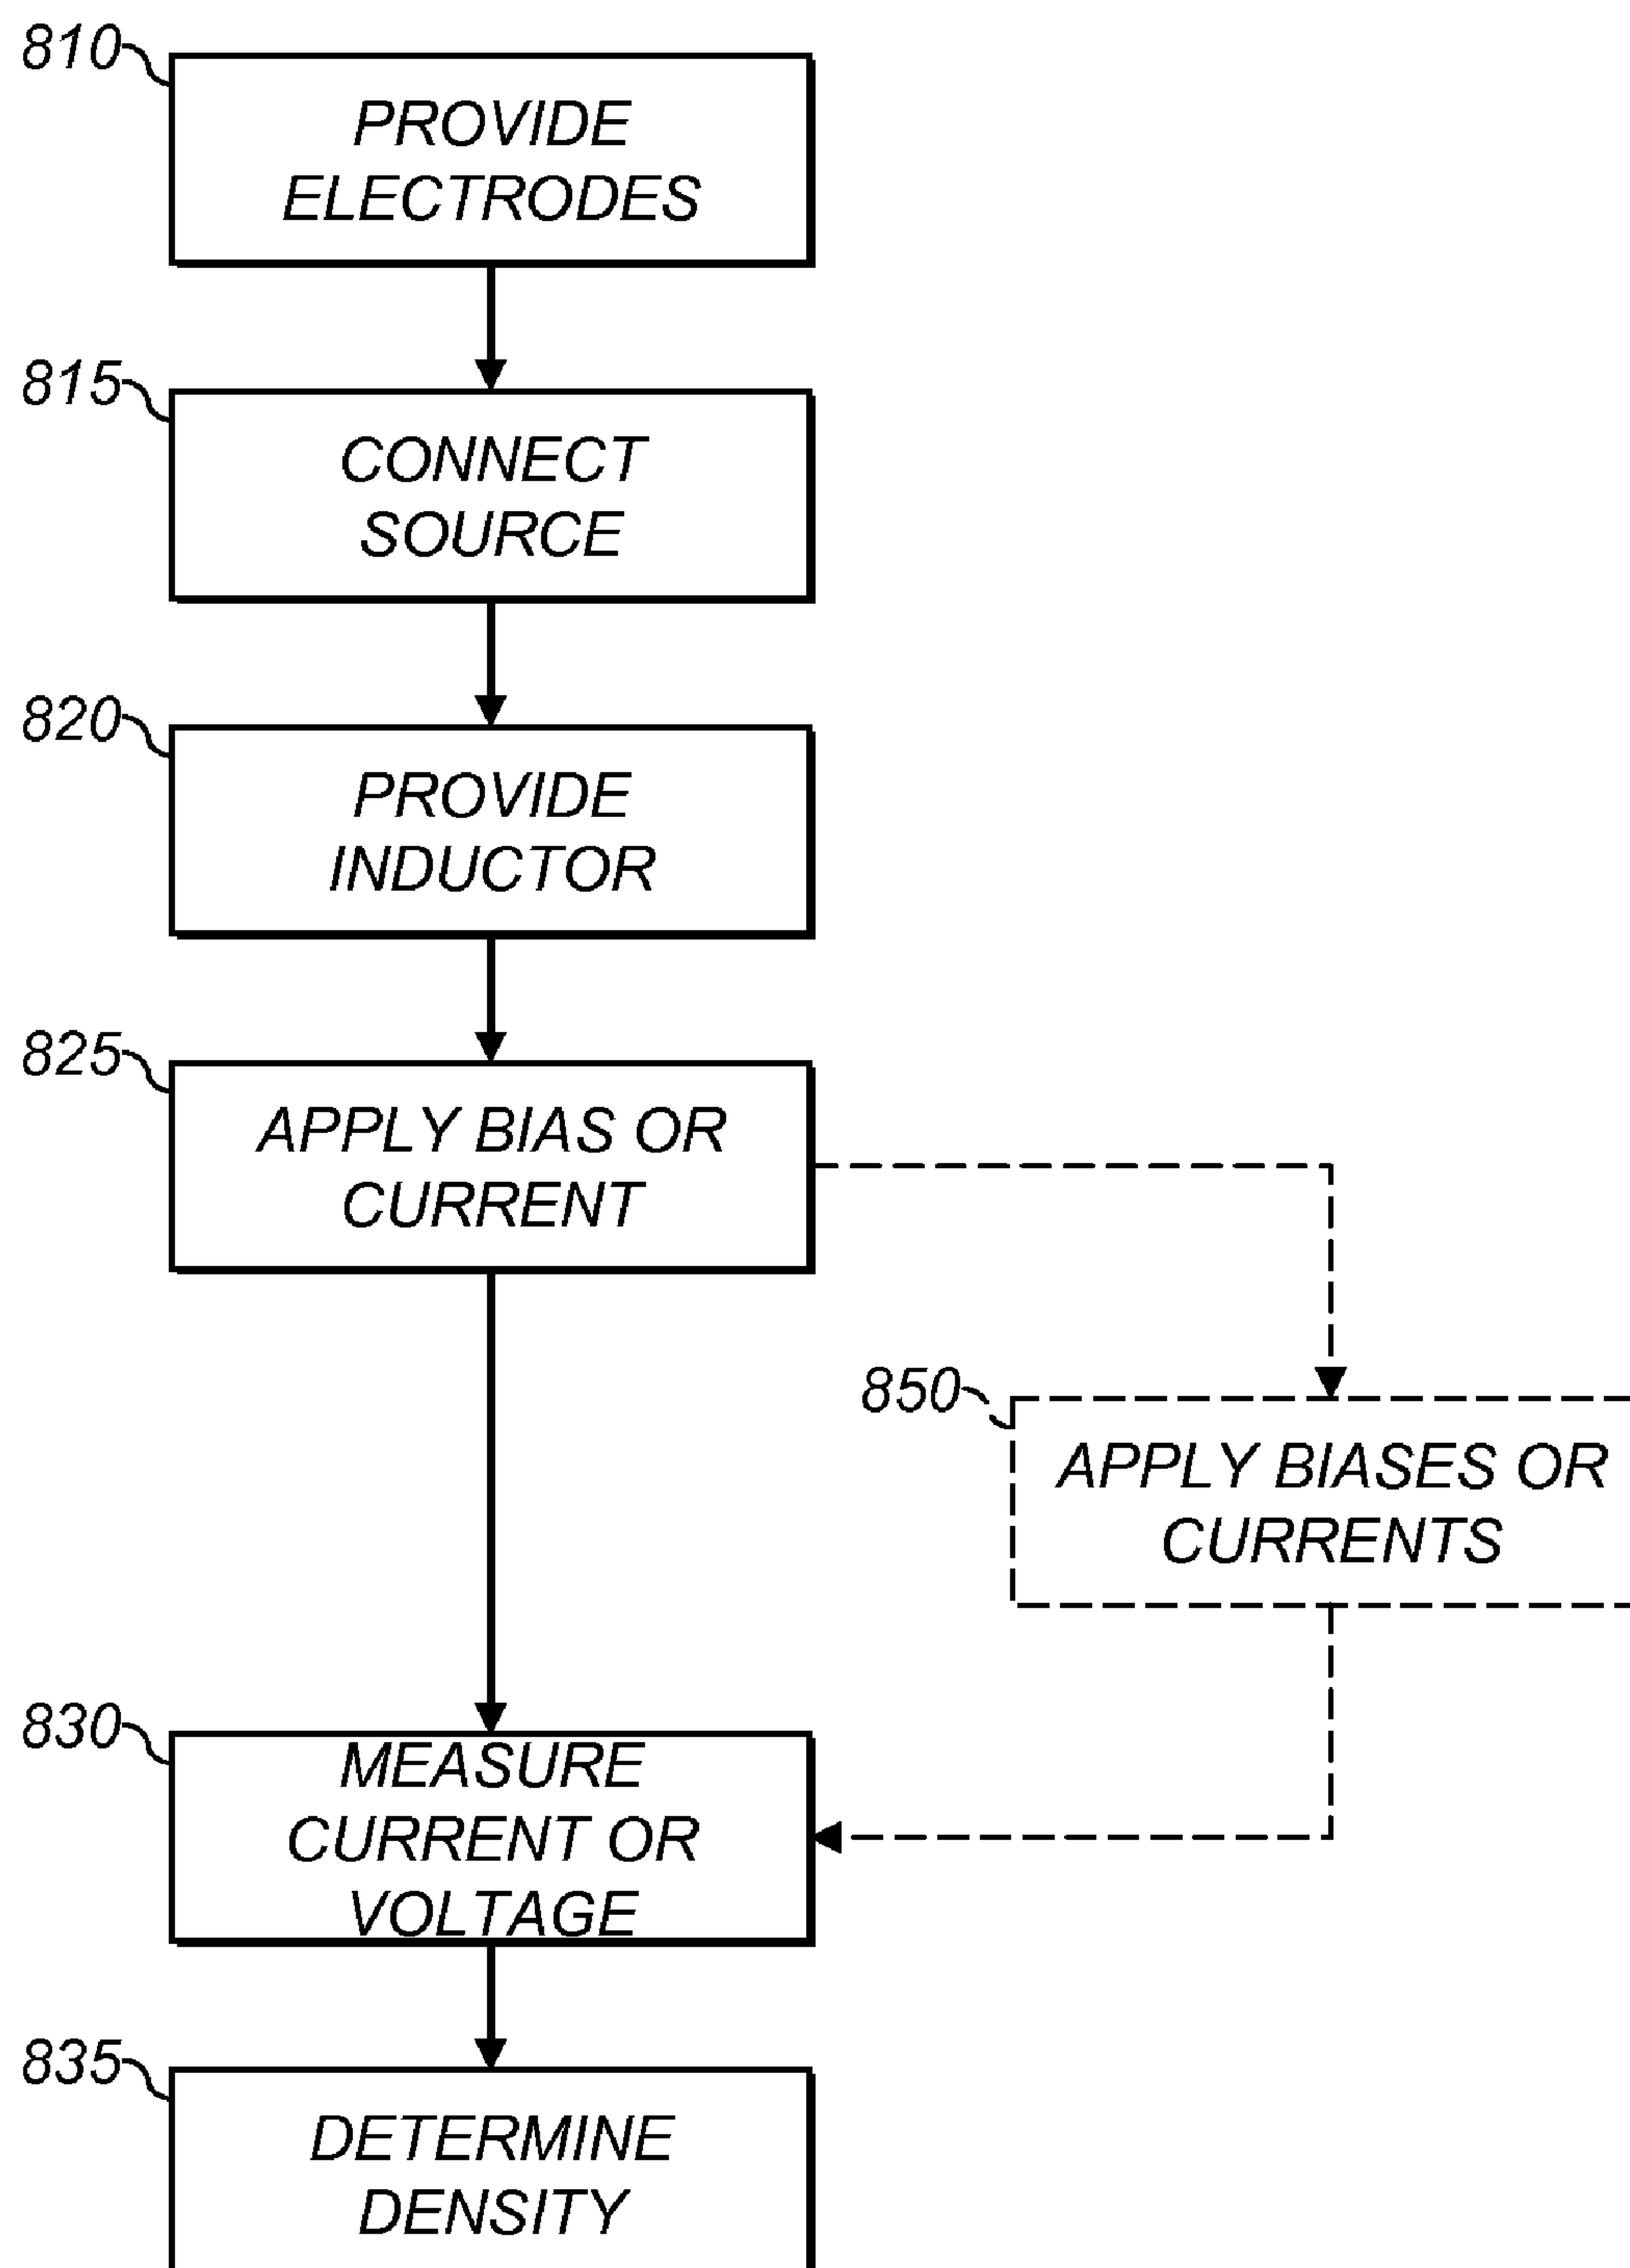 810
PROVIDE
ELECTRODES
815
CONNECT
SOURCE
820
PROVIDE
INDUCTOR
825
APPLY BIAS OR
CURRENT
850
APPLY BIASES OR
CURRENTS
830
MEASURE
CURRENT OR
VOLTAGE
835
DETERMINE
DENSITY